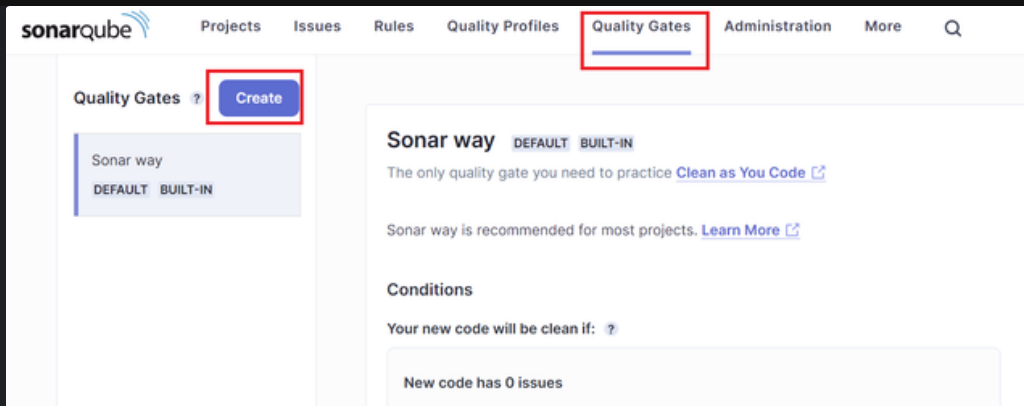 sonarqube Projects Issues Rules Quality Profiles Quality Gates Administration More
Quality Gates ? Create
Sonar way
DEFAULT BUILT-IN
Sonar way DEFAULT BUILT-IN
The only quality gate you need to practice Clean as You Code
Sonar way is recommended for most projects. Learn More
Conditions
Your new code will be clean if: ?
New code has 0 issues